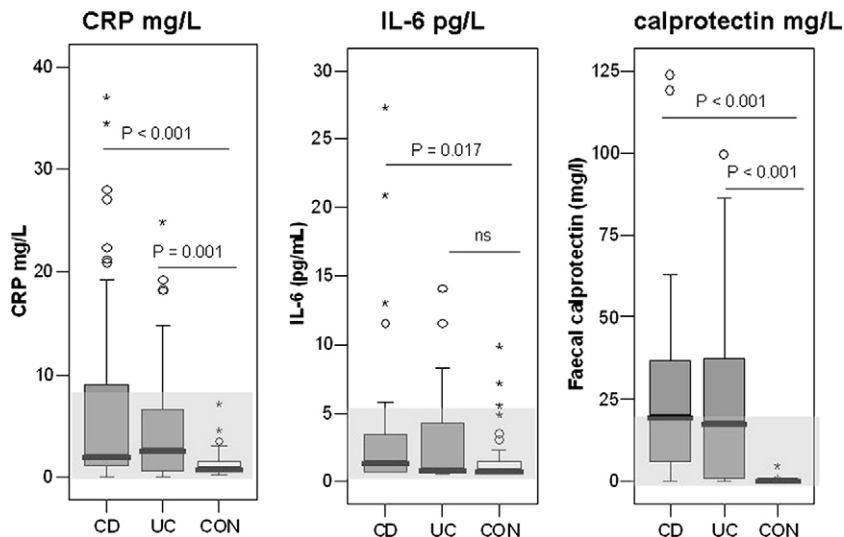 CRP mg/L
IL-6 pg/L
calprotectin mg/L
CRP mg/L
40
30
20
10
0
P < 0.001
P = 0.001
CD
UC
CON
IL-6 (pg/mL)
30
25
20
15
10
5
0
P = 0.017
ns
CD
UC
CON
Faecal calprotectin (mg/l)
125
100
75
50
25
0
P < 0.001
P < 0.001
CD
UC
CON